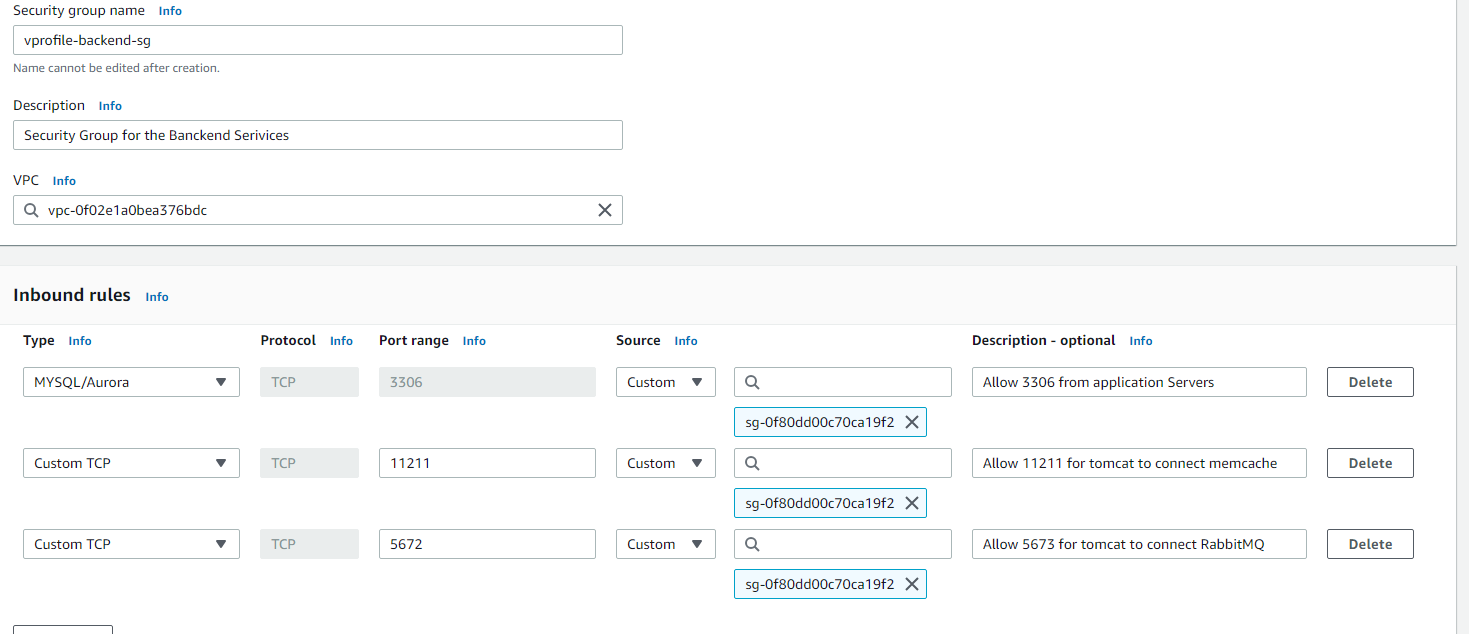 Security group name Info
vprofile-backend-sg
Name cannot be edited after creation.
Description Info
Security Group for the Banckend Serivices
VPC Info
vpc-0f02e1a0bea376bdc
Inbound rules Info
Type Info Protocol Info Port range Info Source Info Description - optional Info
MYSQL/Aurora TCP 3306 Custom Allow 3306 from application Servers Delete
sg-0f80dd00c70ca19f2
Custom TCP TCP 11211 Custom Allow 11211 for tomcat to connect memcache Delete
sg-0f80dd00c70ca19f2
Custom TCP TCP 5672 Custom Allow 5673 for tomcat to connect RabbitMQ Delete
sg-0f80dd00c70ca19f2